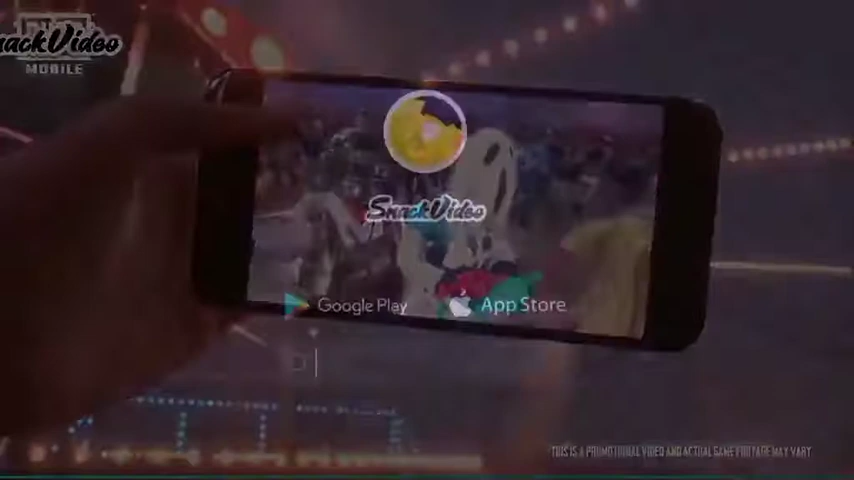 SnackVideo
MOBILE
SnackVideo
Google Play
App Store
THIS IS A PROMOTIONAL VIDEO AND ACTUAL GAME FOOTAGE MAY VARY.